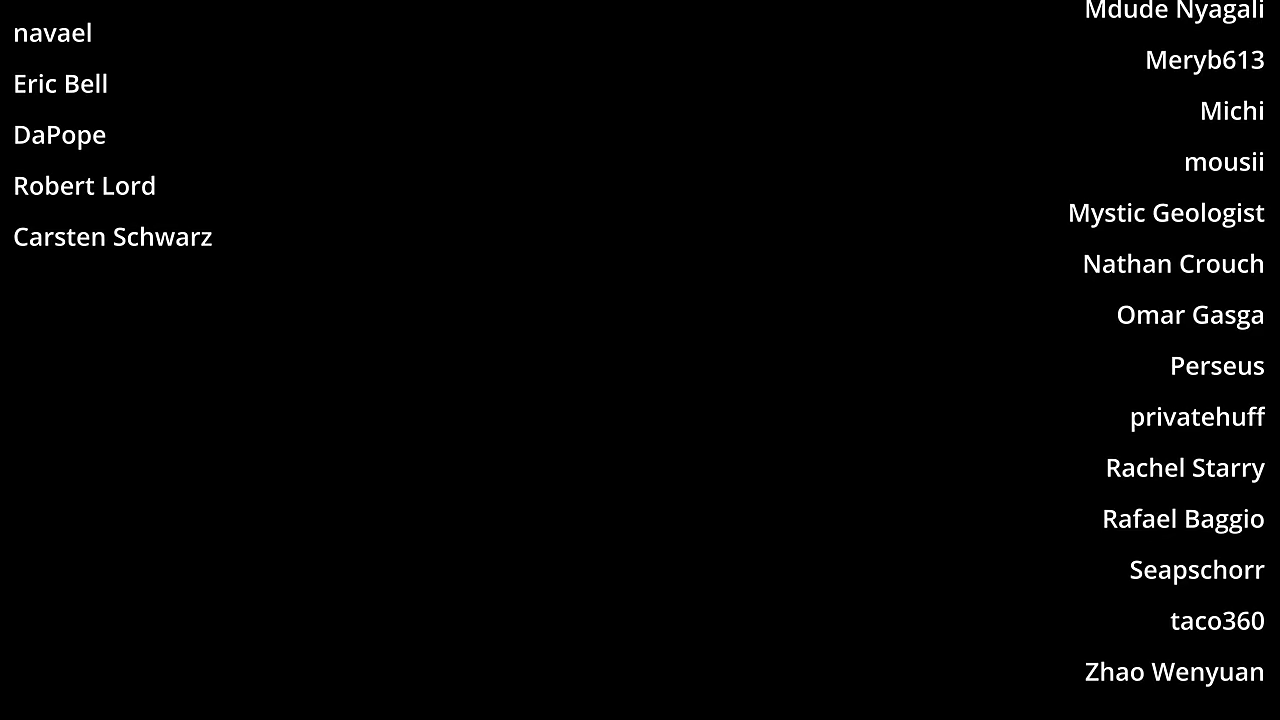 navael
Eric Bell
DaPope
Robert Lord
Carsten Schwarz
Mdude Nyagali
Meryb613
Michi
mousii
Mystic Geologist
Nathan Crouch
Omar Gasga
Perseus
privatehuff
Rachel Starry
Rafael Baggio
Seapschorr
taco360
Zhao Wenyuan